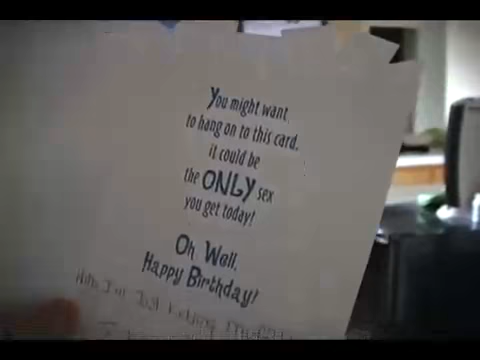 You might want
to hang on to this card,
it could be
the ONLY sex
you get today!
Oh Well,
Happy Birthday!
I'm Just